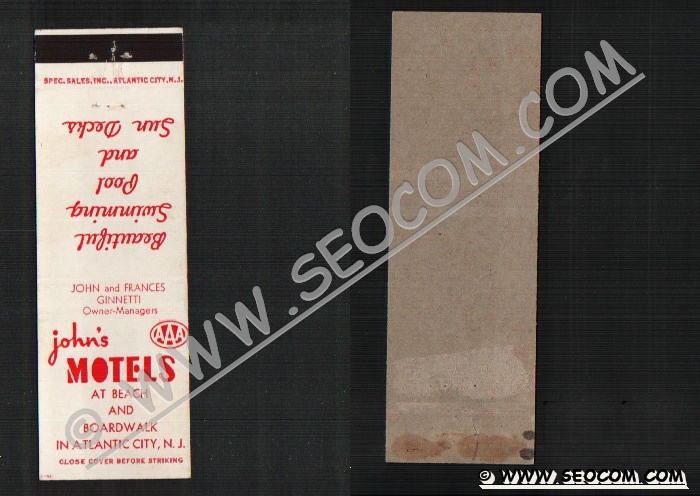 SPEC. SALES, INC., ATLANTIC CITY, N.J.
Beautiful
Swimming
Pool
and
Sun Decks
JOHN and FRANCES
GINNETTI
Owner-Managers
john's
AAA
MOTELS
AT BEACH
AND
BOARDWALK
IN ATLANTIC CITY, N. J.
CLOSE COVER BEFORE STRIKING
© WWW.SEOCOM.COM
© WWW.SEOCOM.COM